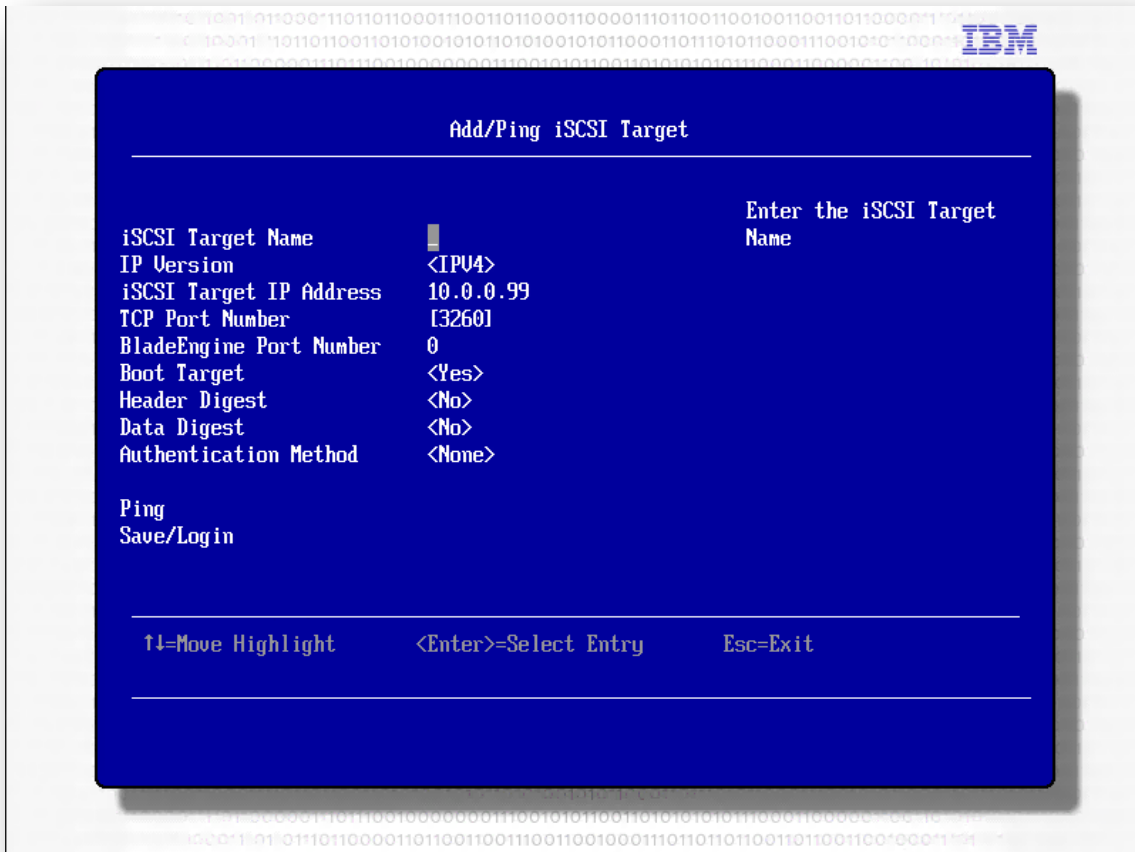 IBM
Add/Ping iSCSI Target
Enter the iSCSI Target
Name
iSCSI Target Name _
IP Version <IPV4>
iSCSI Target IP Address 10.0.0.99
TCP Port Number [3260]
BladeEngine Port Number 0
Boot Target <Yes>
Header Digest <No>
Data Digest <No>
Authentication Method <None>
Ping
Save/Login
↑↓=Move Highlight <Enter>=Select Entry Esc=Exit